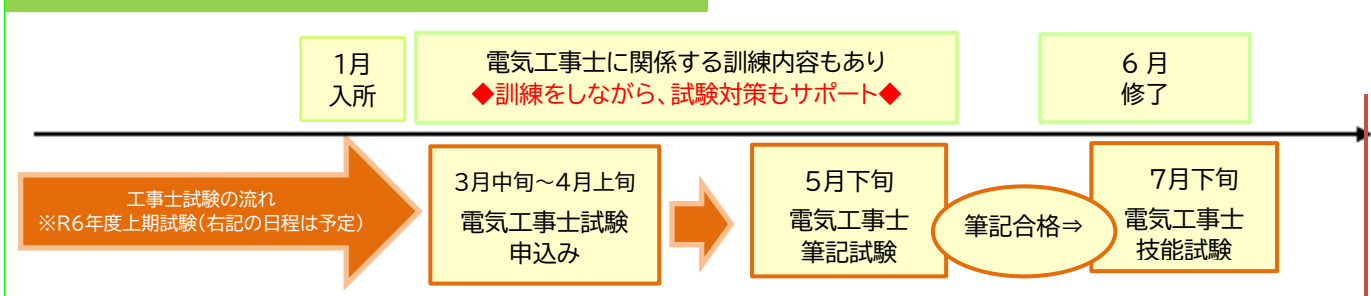 1月
入所
電気工事士に関係する訓練内容もあり
◆訓練をしながら、試験対策もサポート◆
6月
修了
工事士試験の流れ
※R6年度上期試験(右記の日程は予定)
3月中旬～4月上旬
電気工事士試験
申込み
5月下旬
電気工事士
筆記試験
筆記合格⇒
7月下旬
電気工事士
技能試験